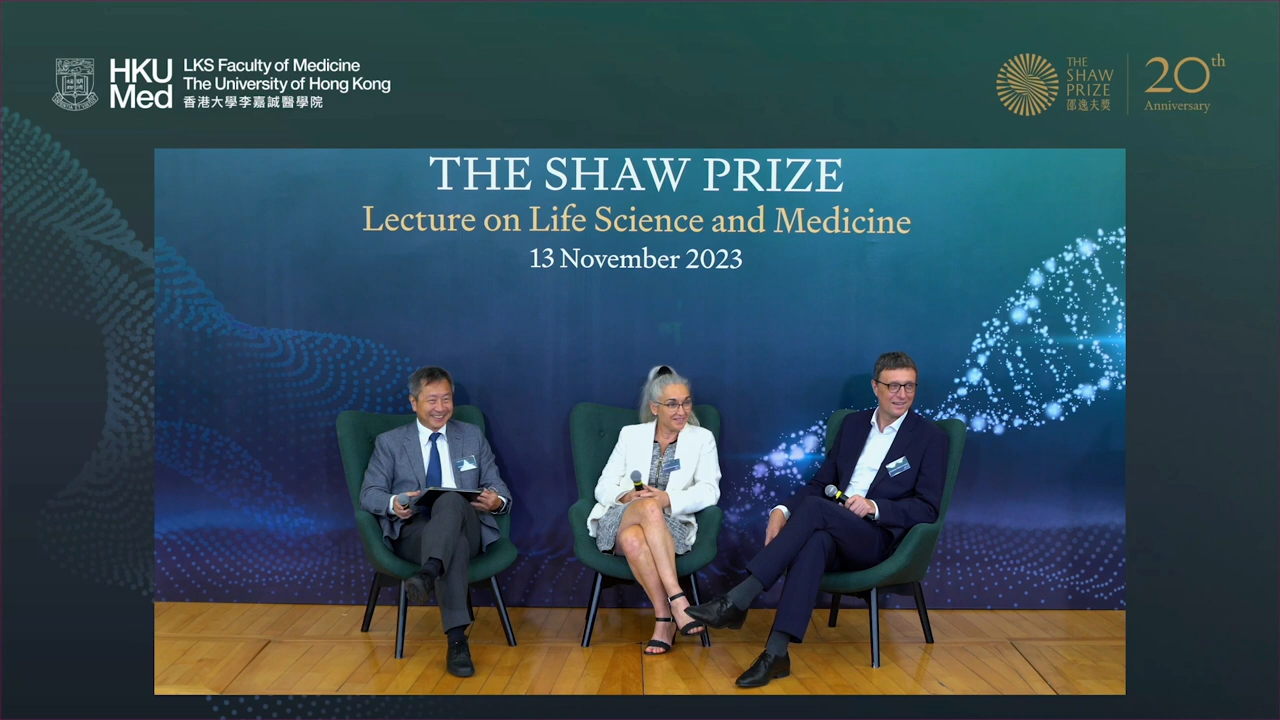 HKU
Med
LKS Faculty of Medicine
The University of Hong Kong
香港大學李嘉誠醫學院
THE
SHAW
PRIZE
邵逸夫獎
20th
Anniversary
THE SHAW PRIZE
Lecture on Life Science and Medicine
13 November 2023